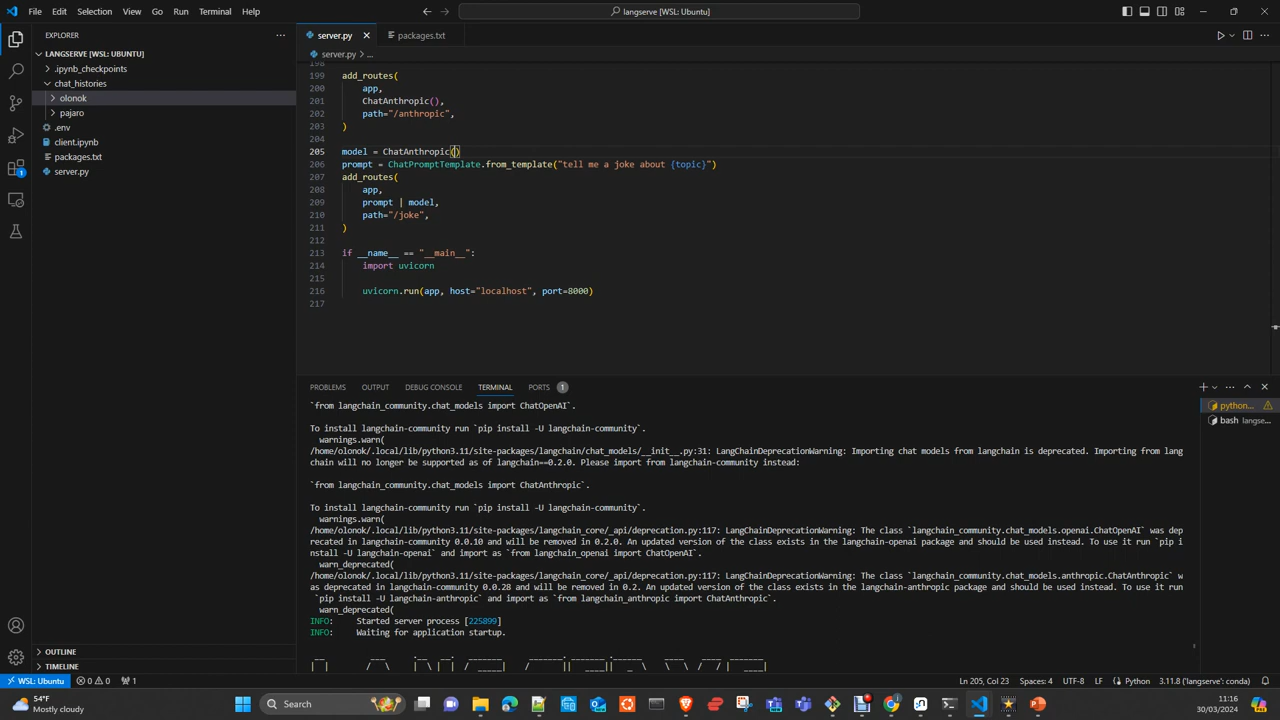 File Edit Selection View Go Run Terminal Help
langserve [WSL: Ubuntu]
EXPLORER
server.py
packages.txt
LANGSERVE [WSL: UBUNTU]
.ipynb_checkpoints
chat_histories
olonok
pajaro
.env
client.ipynb
packages.txt
server.py
OUTLINE
TIMELINE
server.py > ...
198
199 add_routes(
200 app,
201 ChatAnthropic(),
202 path="/anthropic",
203 )
204
205 model = ChatAnthropic()
206 prompt = ChatPromptTemplate.from_template("tell me a joke about {topic}")
207 add_routes(
208 app,
209 prompt | model,
210 path="/joke",
211 )
212
213 if __name__ == "__main__":
214 import uvicorn
215
216 uvicorn.run(app, host="localhost", port=8000)
217
PROBLEMS OUTPUT DEBUG CONSOLE TERMINAL PORTS 1
`from langchain_community.chat_models import ChatOpenAI`.
To install langchain-community run `pip install -U langchain-community`.
warnings.warn(
/home/olonok/.local/lib/python3.11/site-packages/langchain/chat_models/__init__.py:31: LangChainDeprecationWarning: Importing chat models from langchain is deprecated. Importing from lang
chain will no longer be supported as of langchain==0.2.0. Please import from langchain-community instead:
`from langchain_community.chat_models import ChatAnthropic`.
To install langchain-community run `pip install -U langchain-community`.
warnings.warn(
/home/olonok/.local/lib/python3.11/site-packages/langchain_core/_api/deprecation.py:117: LangChainDeprecationWarning: The class `langchain_community.chat_models.openai.ChatOpenAI` was dep
recated in langchain-community 0.0.10 and will be removed in 0.2.0. An updated version of the class exists in the langchain-openai package and should be used instead. To use it run `pip i
nstall -U langchain-openai` and import as `from langchain_openai import ChatOpenAI`.
warn_deprecated(
/home/olonok/.local/lib/python3.11/site-packages/langchain_core/_api/deprecation.py:117: LangChainDeprecationWarning: The class `langchain_community.chat_models.anthropic.ChatAnthropic` w
as deprecated in langchain-community 0.0.28 and will be removed in 0.2. An updated version of the class exists in the langchain-anthropic package and should be used instead. To use it run
`pip install -U langchain-anthropic` and import as `from langchain_anthropic import ChatAnthropic`.
warn_deprecated(
INFO: Started server process [225899]
INFO: Waiting for application startup.
python...
bash langse...
WSL: Ubuntu 0 0 1
Ln 205, Col 23 Spaces: 4 UTF-8 LF Python 3.11.8 ('langserve': conda)
54°F
Mostly cloudy
Search
11:16
30/03/2024